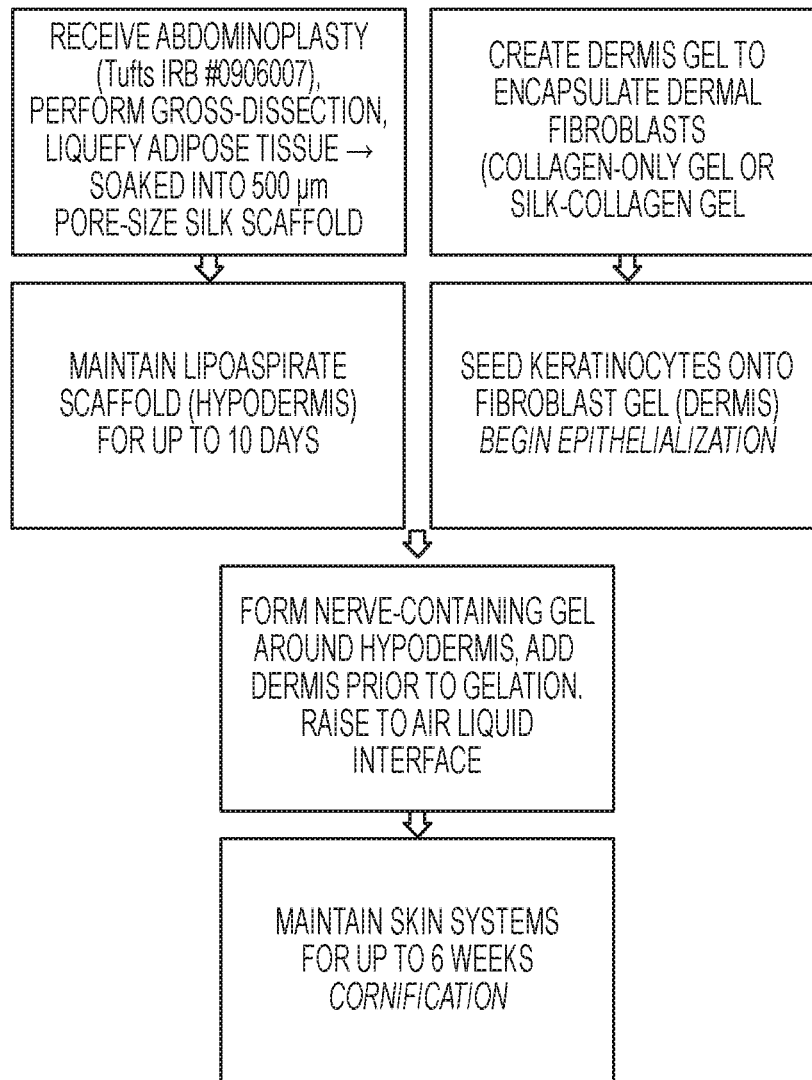 RECEIVE ABDOMINOPLASTY
(Tufts IRB #0906007),
PERFORM GROSS-DISSECTION,
LIQUEFY ADIPOSE TISSUE →
SOAKED INTO 500 µm
PORE-SIZE SILK SCAFFOLD
CREATE DERMIS GEL TO
ENCAPSULATE DERMAL
FIBROBLASTS
(COLLAGEN-ONLY GEL OR
SILK-COLLAGEN GEL
MAINTAIN LIPOASPIRATE
SCAFFOLD (HYPODERMIS)
FOR UP TO 10 DAYS
SEED KERATINOCYTES ONTO
FIBROBLAST GEL (DERMIS)
BEGIN EPITHELIALIZATION
FORM NERVE-CONTAINING GEL
AROUND HYPODERMIS, ADD
DERMIS PRIOR TO GELATION.
RAISE TO AIR LIQUID
INTERFACE
MAINTAIN SKIN SYSTEMS
FOR UP TO 6 WEEKS
CORNIFICATION